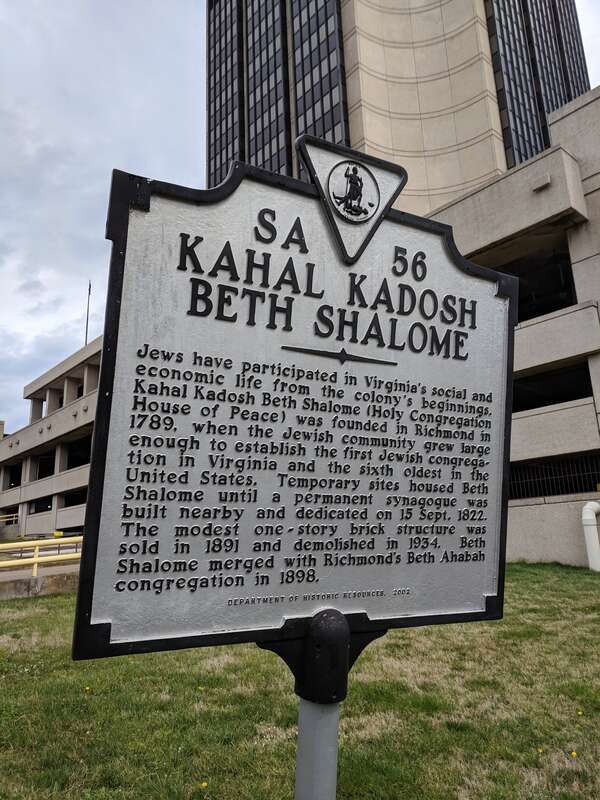 SA 56
KAHAL KADOSH
BETH SHALOME
Jews have participated in Virginia's social and
economic life from the colony's beginnings.
Kahal Kadosh Beth Shalome (Holy Congregation
House of Peace) was founded in Richmond in
1789, when the Jewish community grew large
enough to establish the first Jewish congrega-
tion in Virginia and the sixth oldest in the
United States. Temporary sites housed Beth
Shalome until a permanent synagogue was
built nearby and dedicated on 15 Sept. 1822.
The modest one-story brick structure was
sold in 1891 and demolished in 1934. Beth
Shalome merged with Richmond's Beth Ahabah
congregation in 1898.
DEPARTMENT OF HISTORIC RESOURCES, 2002